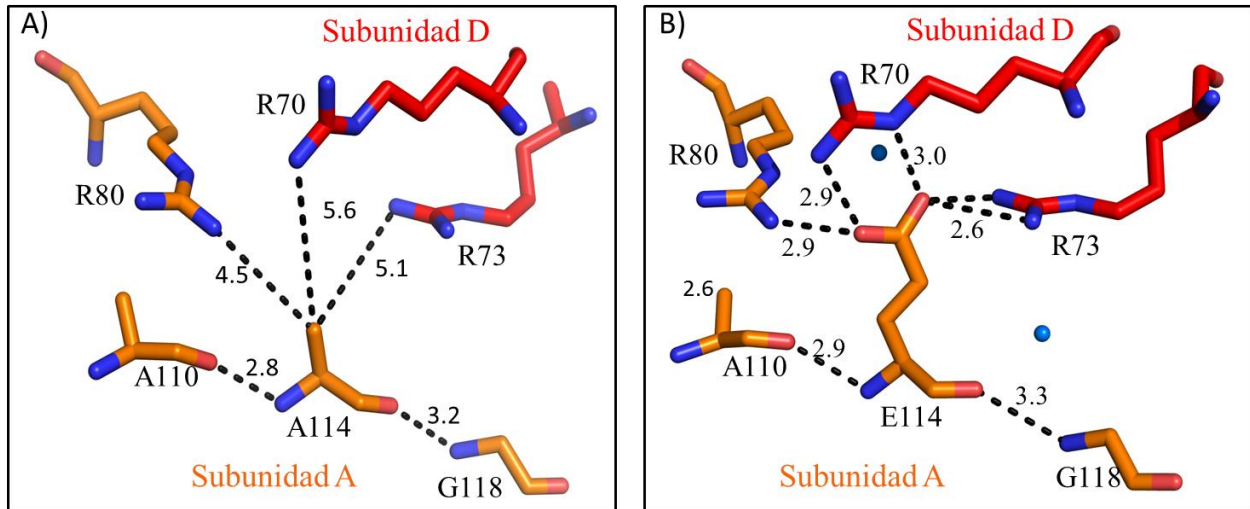 A)
Subunidad D
R70
R80
5.6
4.5
5.1
R73
A110
2.8
A114
3.2
Subunidad A
G118
B)
Subunidad D
R70
R80
3.0
2.9
2.9
2.6
R73
2.6
A110
2.9
E114
3.3
Subunidad A
G118